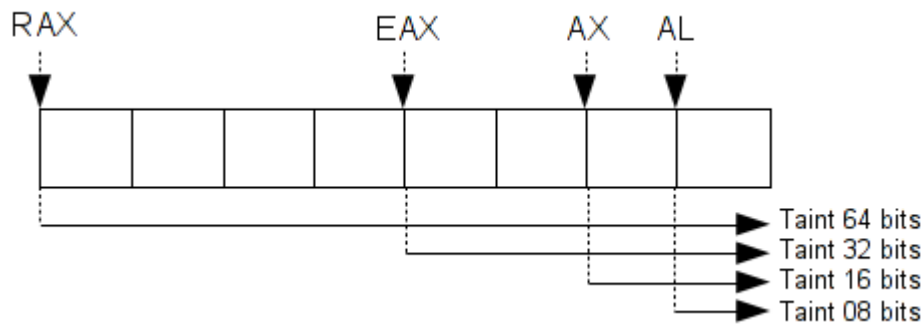 RAX EAX AX AL
Taint 64 bits
Taint 32 bits
Taint 16 bits
Taint 08 bits